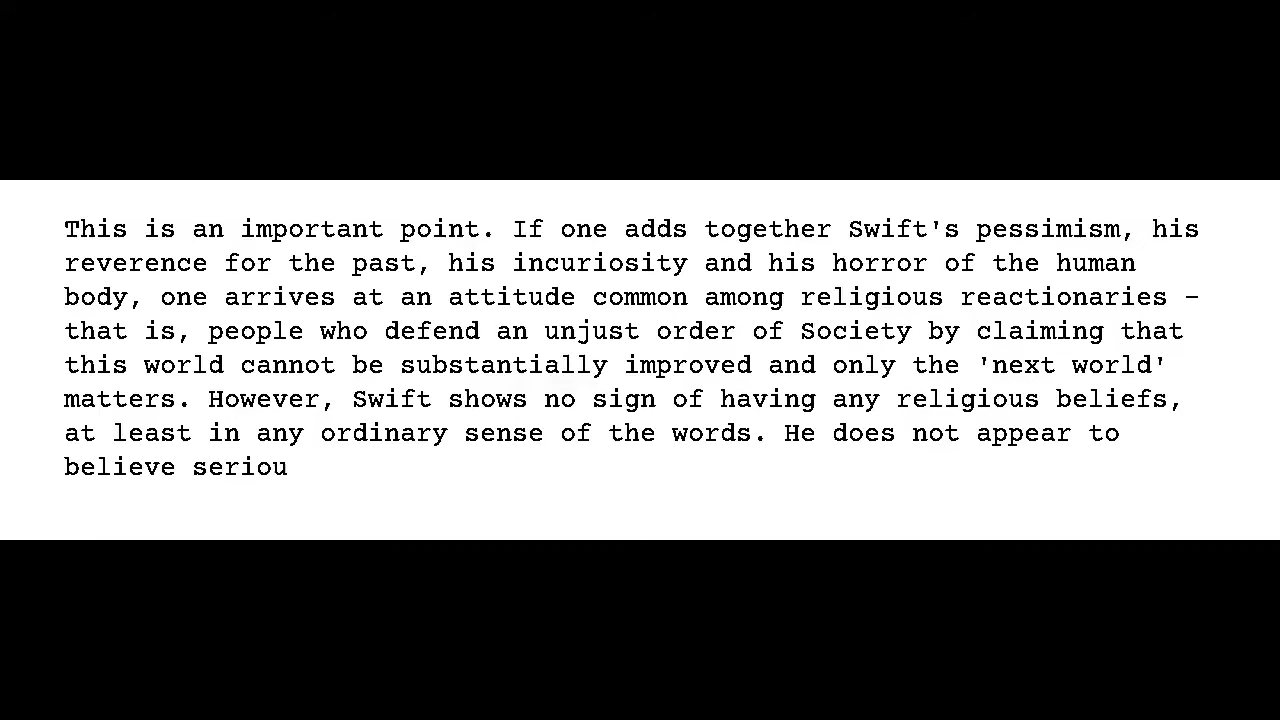 This is an important point. If one adds together Swift's pessimism, his
reverence for the past, his incuriosity and his horror of the human
body, one arrives at an attitude common among religious reactionaries –
that is, people who defend an unjust order of Society by claiming that
this world cannot be substantially improved and only the 'next world'
matters. However, Swift shows no sign of having any religious beliefs,
at least in any ordinary sense of the words. He does not appear to
believe seriou